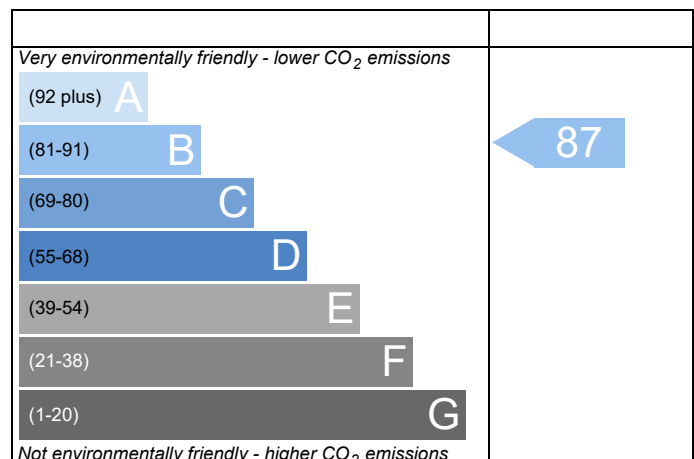 Very environmentally friendly - lower CO2 emissions
(92 plus) A
(81-91) B
87
(69-80) C
(55-68) D
(39-54) E
(21-38) F
(1-20) G
Not environmentally friendly - higher CO2 emissions